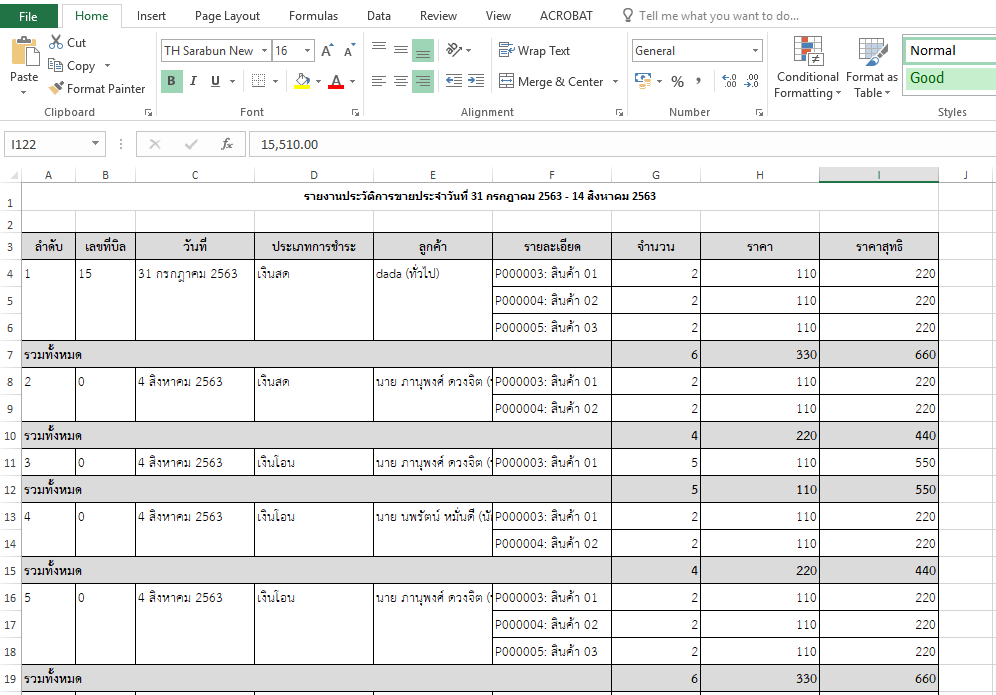 File Home Insert Page Layout Formulas Data Review View ACROBAT Tell me what you want to do...
Cut
Copy
Format Painter
Paste
TH Sarabun New 16
B I U A
Wrap Text
Merge & Center
General
% ,
Conditional Formatting
Format as Table
Normal
Good
Clipboard Font Alignment Number Styles
I122 fx 15,510.00
A B C D E F G H I J
1 รายงานประวัติการขายประจำวันที่ 31 กรกฎาคม 2563 - 14 สิงหาคม 2563
2
3 ลำดับ เลขที่บิล วันที่ ประเภทการชำระ ลูกค้า รายละเอียด จำนวน ราคา ราคาสุทธิ
4 1 15 31 กรกฎาคม 2563 เงินสด dada (ทั่วไป) P000003: สินค้า 01 2 110 220
5 P000004: สินค้า 02 2 110 220
6 P000005: สินค้า 03 2 110 220
7 รวมทั้งหมด 6 330 660
8 2 0 4 สิงหาคม 2563 เงินสด นาย ภานุพงศ์ ดวงจิต ( P000003: สินค้า 01 2 110 220
9 P000004: สินค้า 02 2 110 220
10 รวมทั้งหมด 4 220 440
11 3 0 4 สิงหาคม 2563 เงินโอน นาย ภานุพงศ์ ดวงจิต ( P000003: สินค้า 01 5 110 550
12 รวมทั้งหมด 5 110 550
13 4 0 4 สิงหาคม 2563 เงินโอน นาย นพรัตน์ หมั่นดี ( P000003: สินค้า 01 2 110 220
14 P000004: สินค้า 02 2 110 220
15 รวมทั้งหมด 4 220 440
16 5 0 4 สิงหาคม 2563 เงินโอน นาย ภานุพงศ์ ดวงจิต ( P000003: สินค้า 01 2 110 220
17 P000004: สินค้า 02 2 110 220
18 P000005: สินค้า 03 2 110 220
19 รวมทั้งหมด 6 330 660